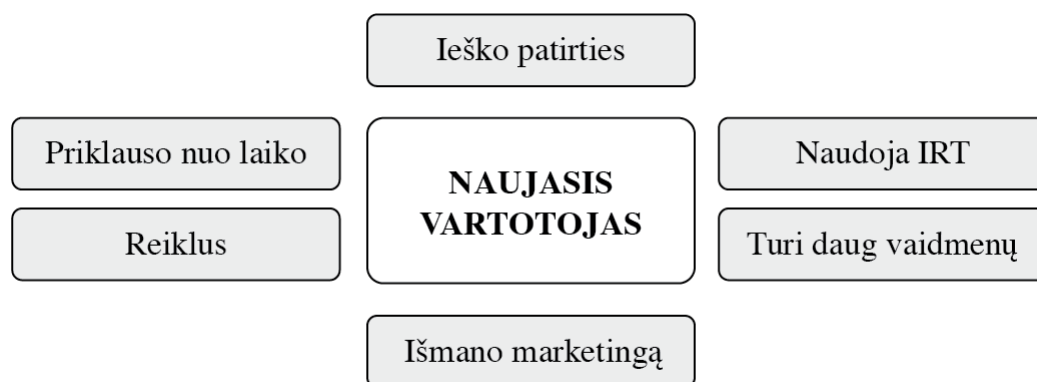 Ieško patirties
Priklauso nuo laiko
NAUJASIS
VARTOTOJAS
Naudoja IRT
Reiklus
Turi daug vaidmenų
Išmano marketingą